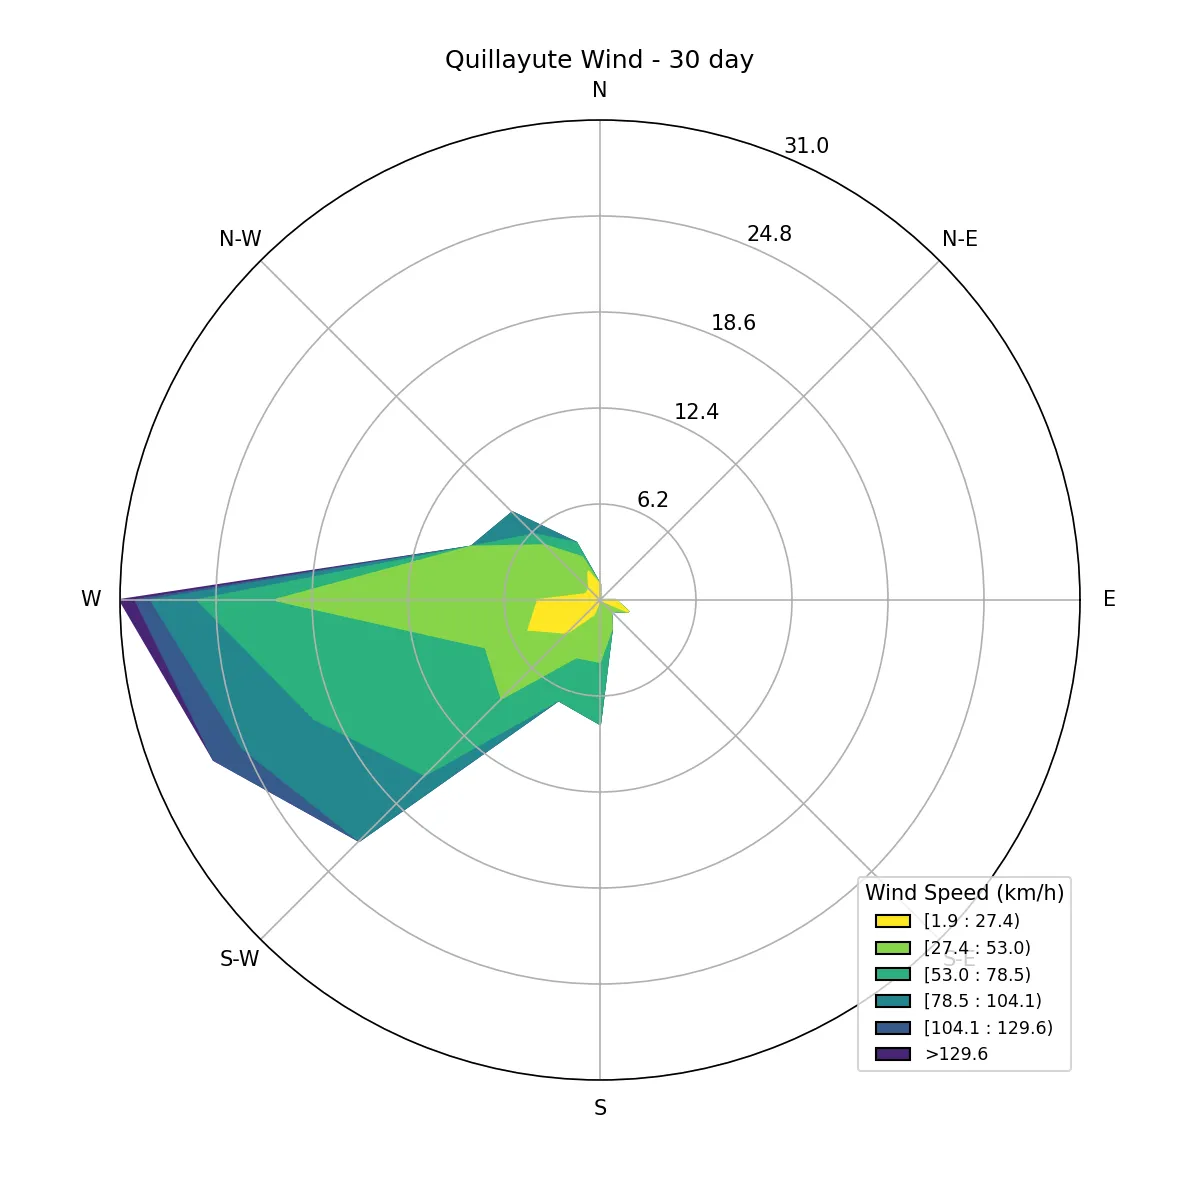 Quillayute Wind - 30 day
N
31.0
N-W
24.8
N-E
18.6
12.4
6.2
W
E
S-W
S-E
S
Wind Speed (km/h)
[1.9 : 27.4)
[27.4 : 53.0)
[53.0 : 78.5)
[78.5 : 104.1)
[104.1 : 129.6)
>129.6